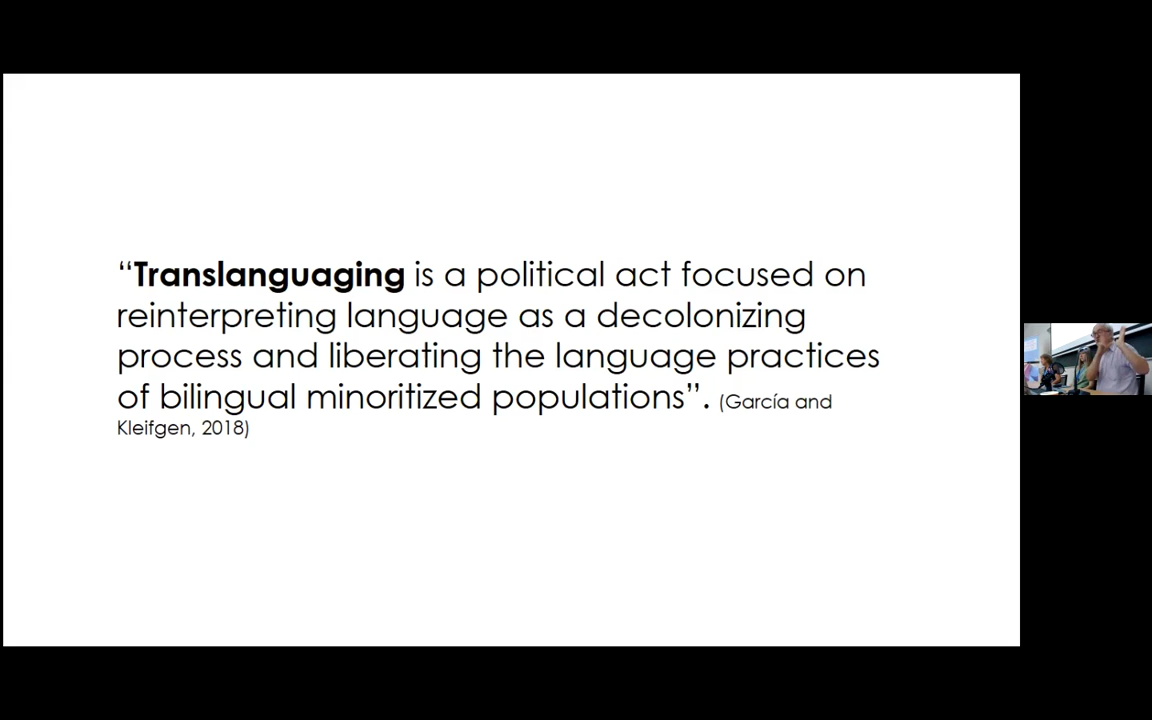 “Translanguaging is a political act focused on
reinterpreting language as a decolonizing
process and liberating the language practices
of bilingual minoritized populations”. (García and
Kleifgen, 2018)